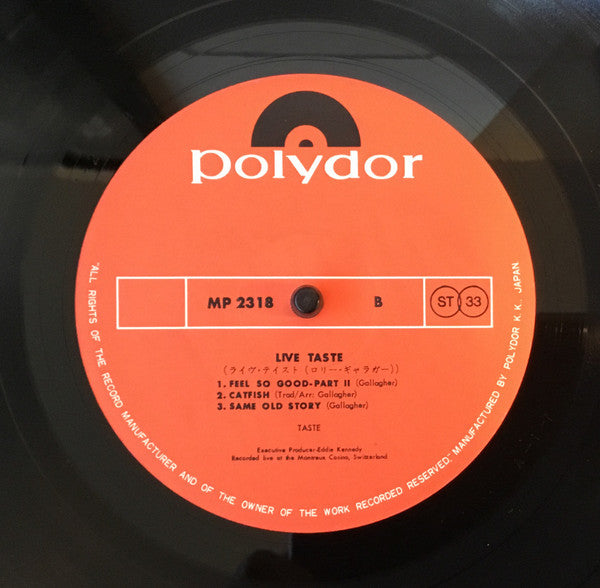 polydor
MP 2318 B ST 33
LIVE TASTE
(ライヴ・テイスト(ロリー・ギャラガー))
1. FEEL SO GOOD-PART II (Gallagher)
2. CATFISH (Trad/Arr: Gallagher)
3. SAME OLD STORY (Gallagher)
TASTE
Executive Producer-Eddie Kennedy
Recorded live at the Montreux Casino, Switzerland
"ALL RIGHTS OF THE RECORD MANUFACTURER AND OF THE OWNER OF THE WORK RECORDED RESERVED." MANUFACTURED BY POLYDOR K. K., JAPAN